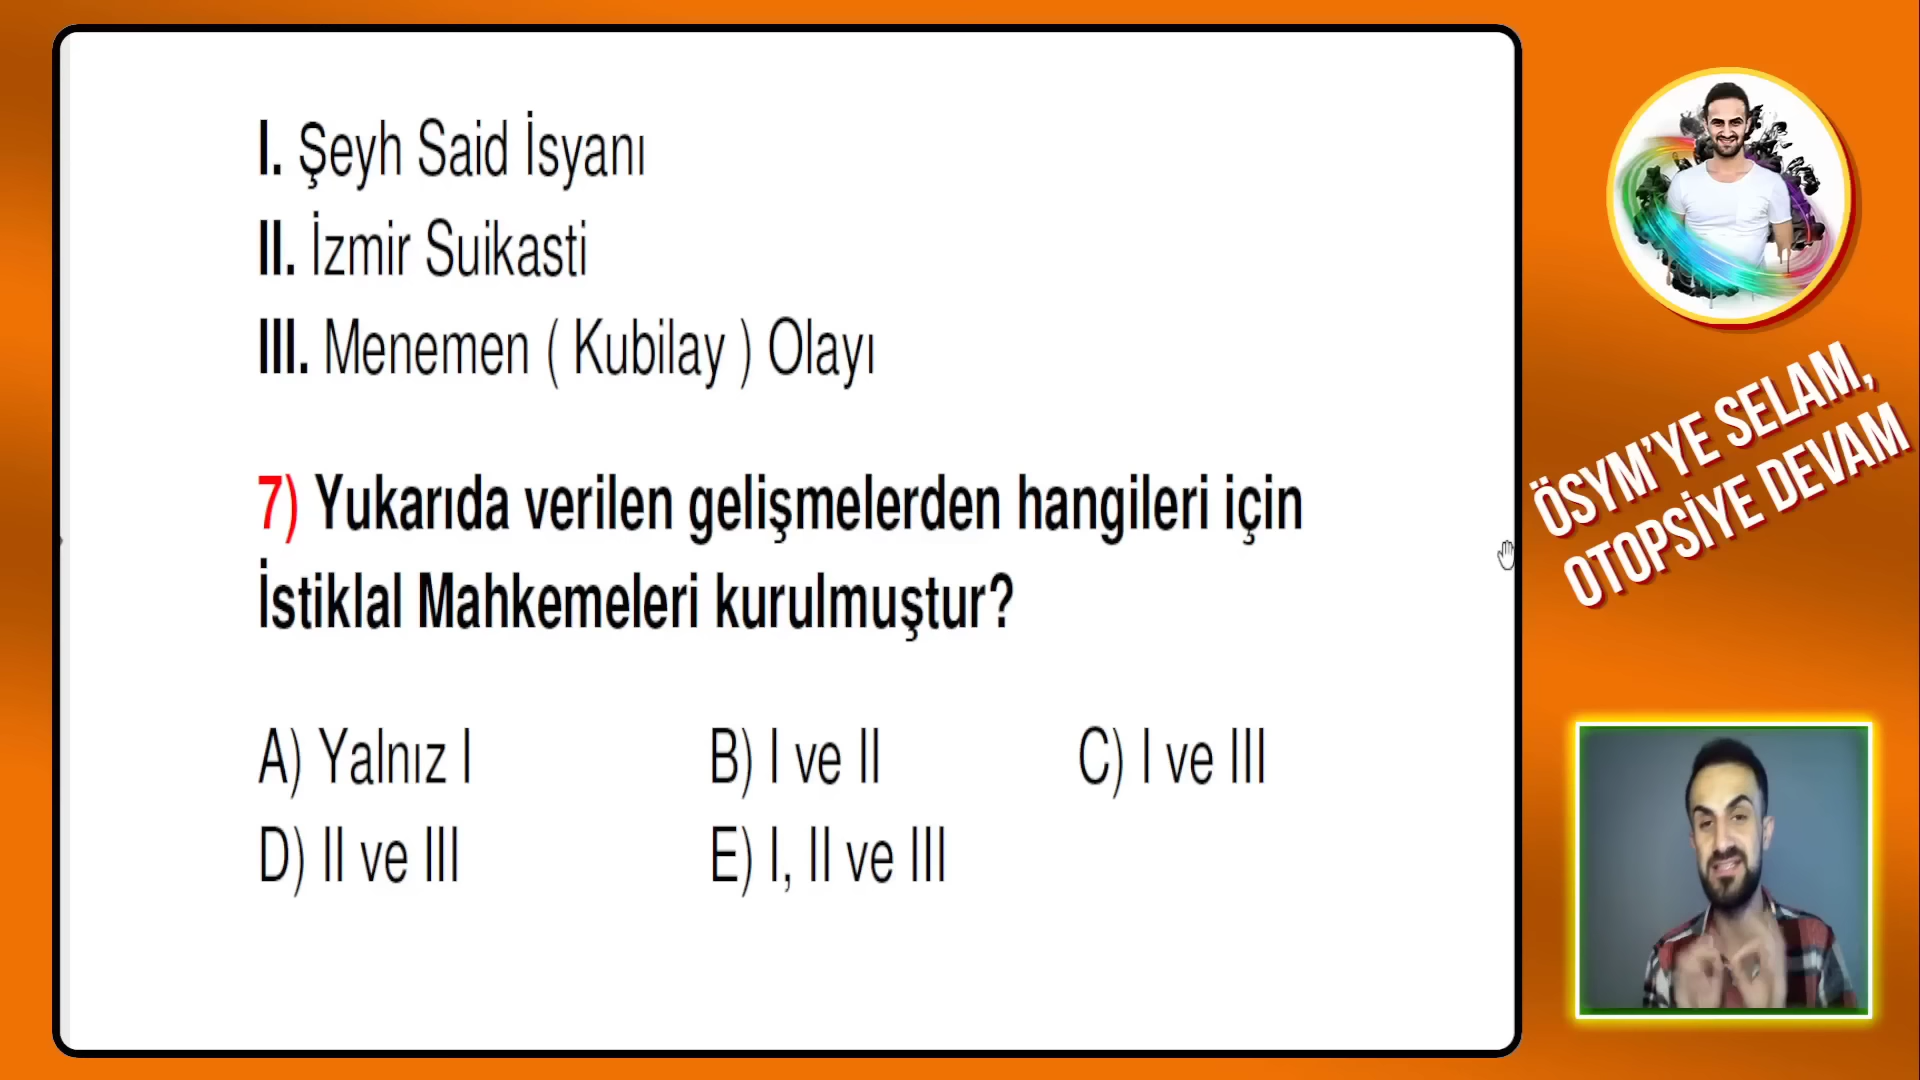 I. Şeyh Said İsyanı
II. İzmir Suikasti
III. Menemen ( Kubilay ) Olayı
7) Yukarıda verilen gelişmelerden hangileri için
İstiklal Mahkemeleri kurulmuştur?
A) Yalnız I B) I ve II C) I ve III
D) II ve III E) I, II ve III
ÖSYM'YE SELAM,
OTOPSİYE DEVAM